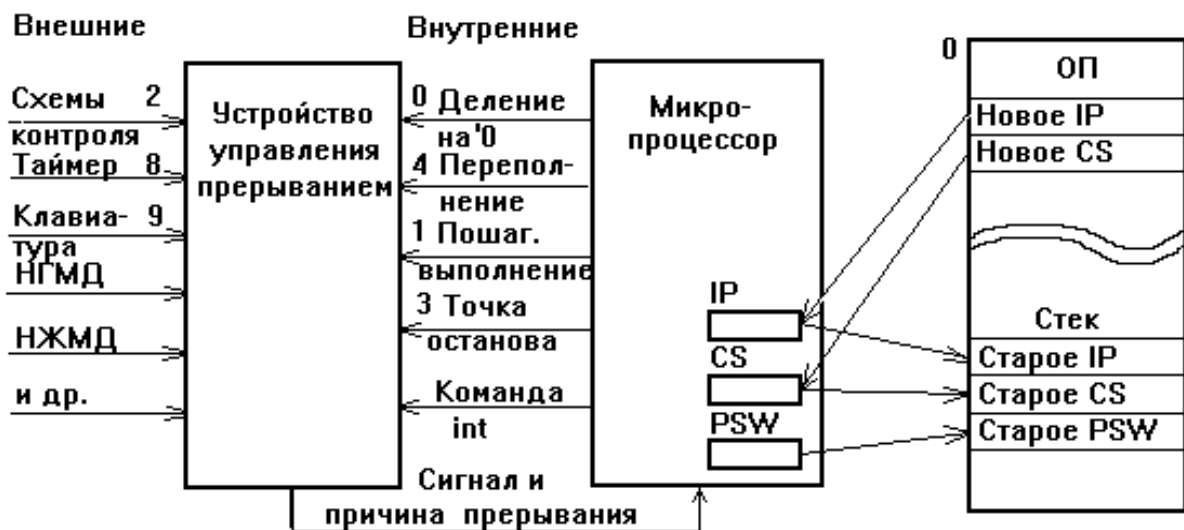 Внешние
Схемы 2
контроля
Таймер 8
Клавиа- 9
тура
НГМД
НЖМД
и др.
Устройство
управления
прерыванием
Внутренние
0 Деление
на'0
4 Перепол-
нение
1 Пошаг.
выполнение
3 Точка
останова
Команда
int
Сигнал и
причина прерывания
Микро-
процессор
IP
CS
PSW
0
ОП
Новое IP
Новое CS
Стек
Старое IP
Старое CS
Старое PSW